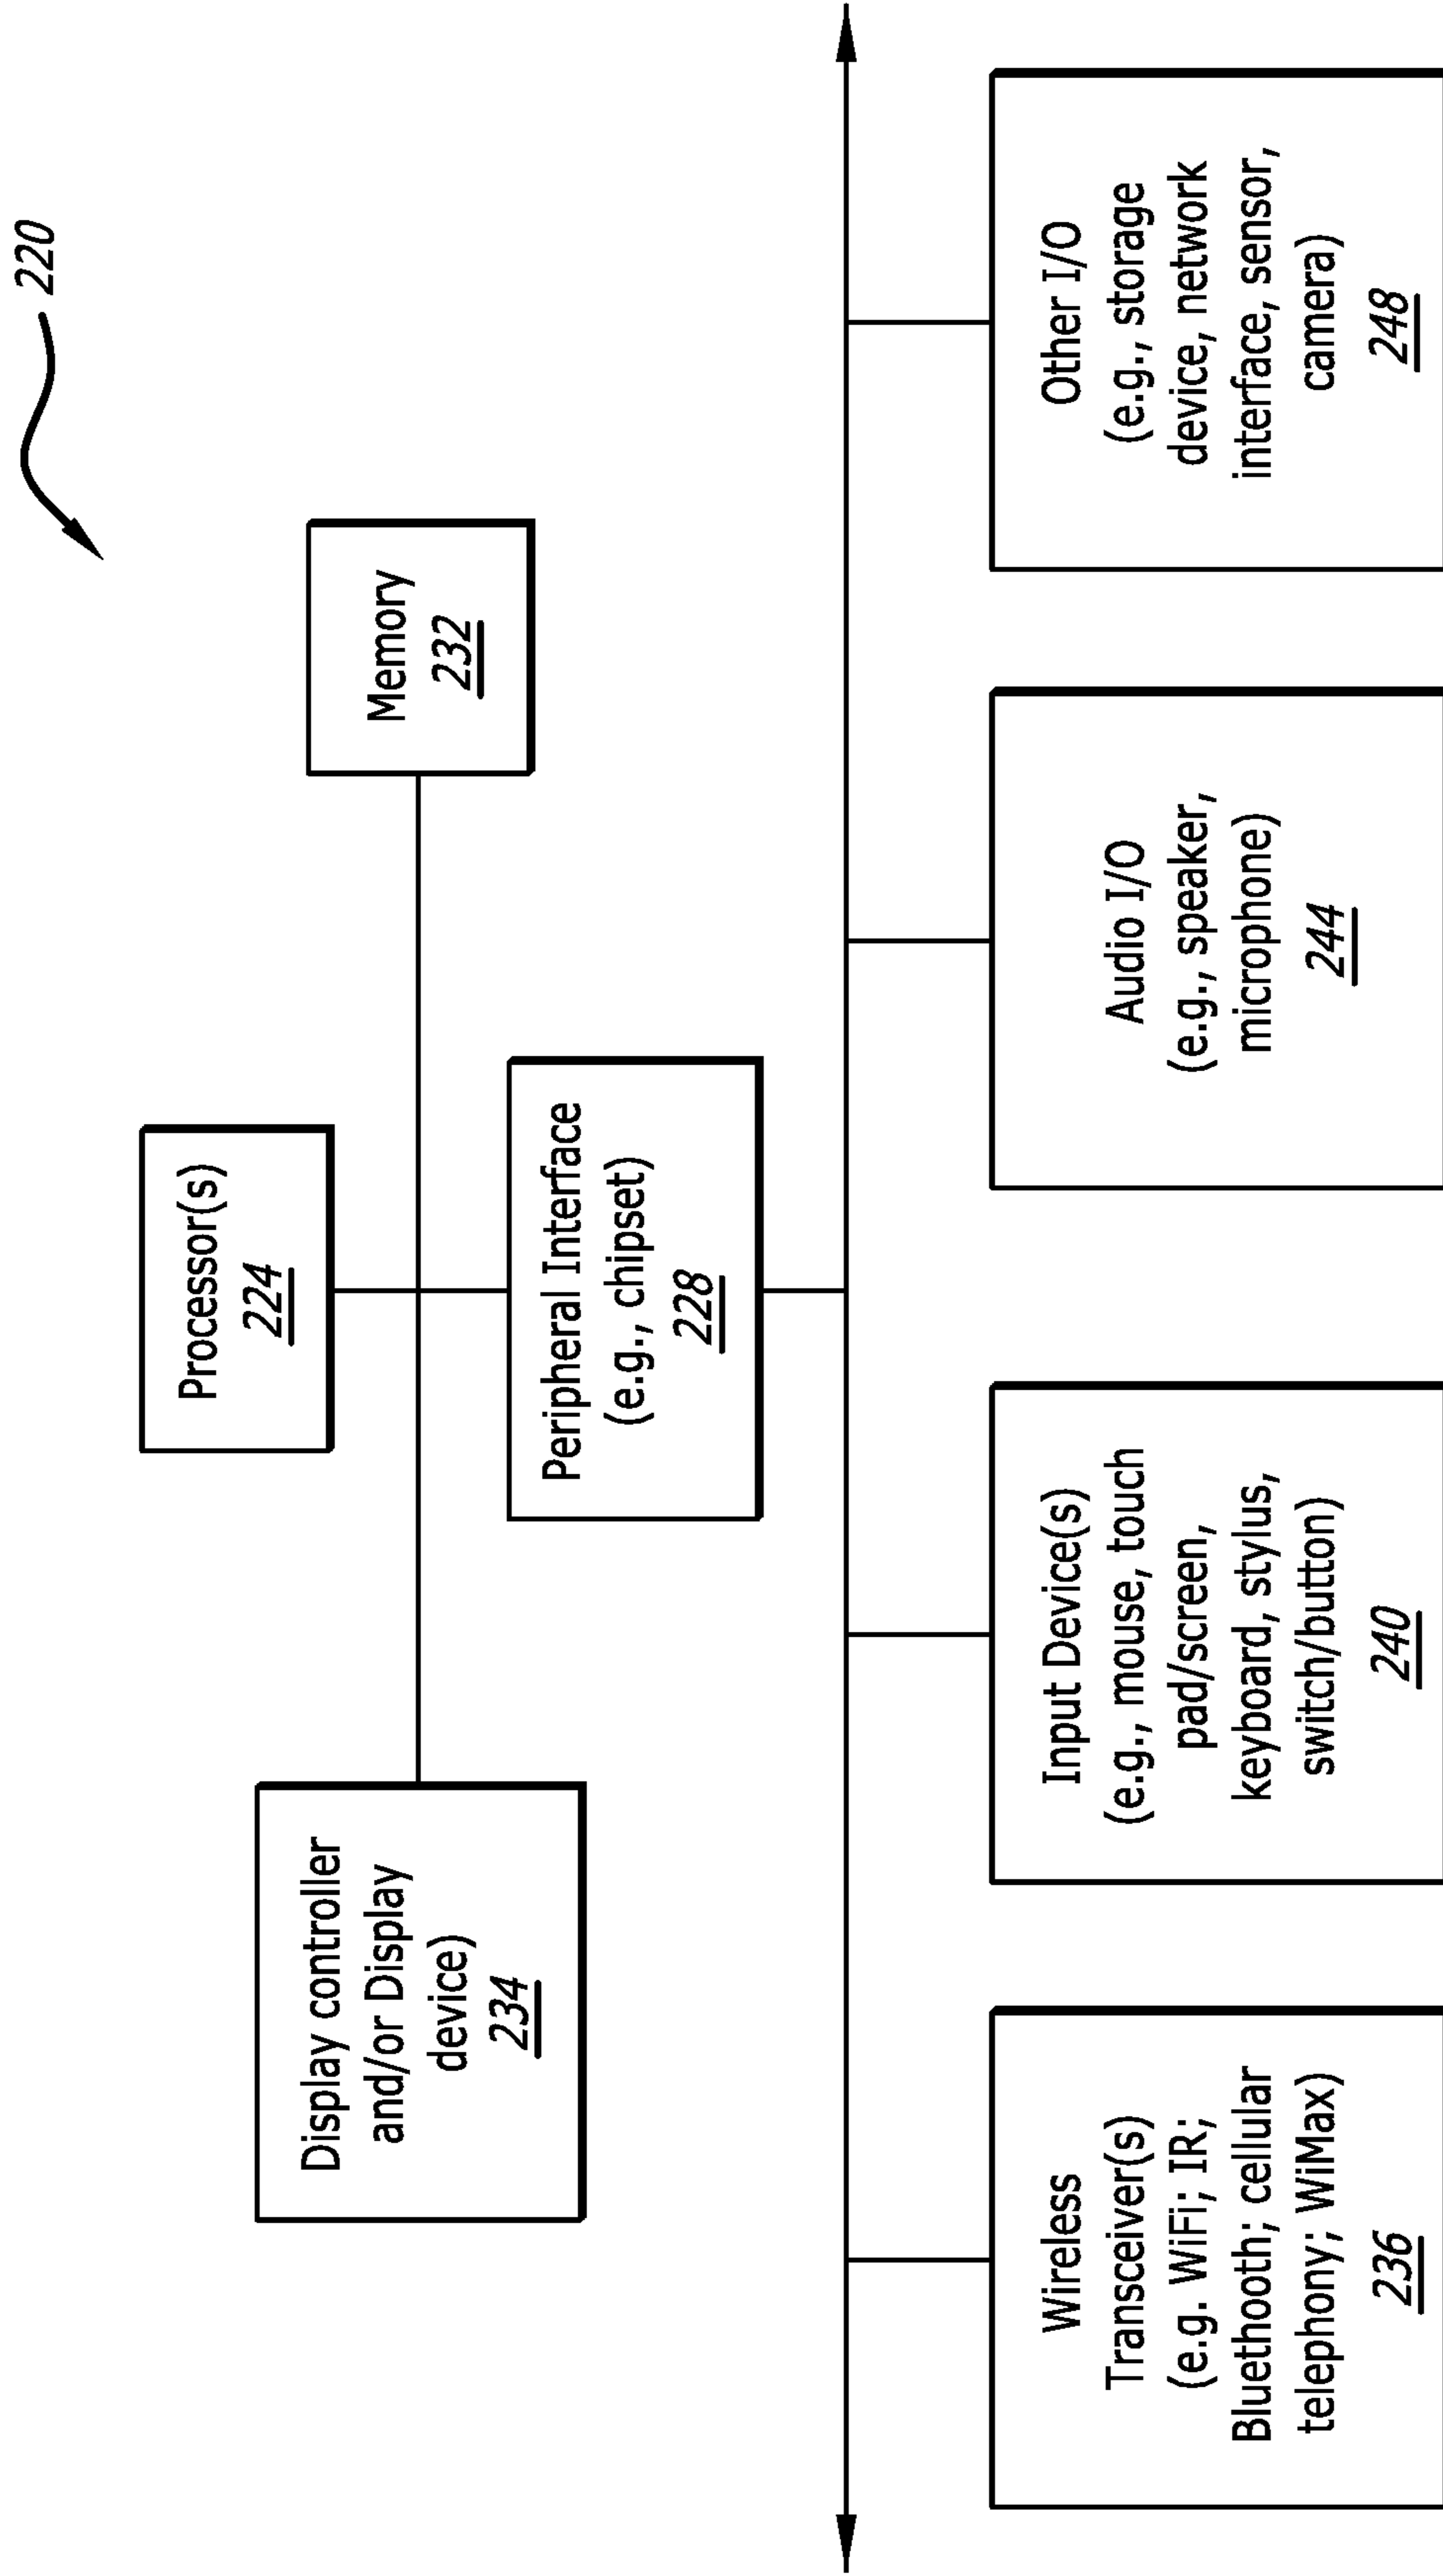 220
Processor(s)
224
Display controller
and/or Display
device)
234
Memory
232
Peripheral Interface
(e.g., chipset)
228
Wireless
Transceiver(s)
(e.g. WiFi; IR;
Bluethooth; cellular
telephony; WiMax)
236
Input Device(s)
(e.g., mouse, touch
pad/screen,
keyboard, stylus,
switch/button)
240
Audio I/O
(e.g., speaker,
microphone)
244
Other I/O
(e.g., storage
device, network
interface, sensor,
camera)
248